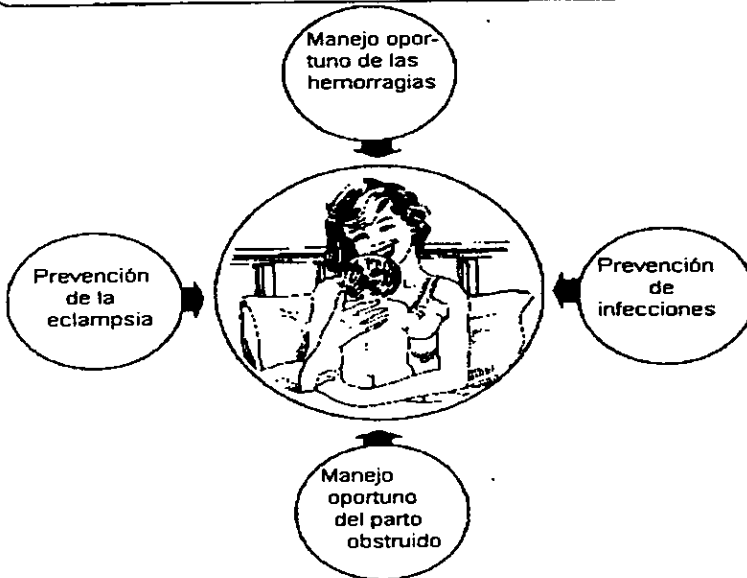 Manejo opor-
tuno de las
hemorragias
Prevención
de la
eclampsia
Prevención
de
infecciones
Manejo
oportuno
del parto
obstruido